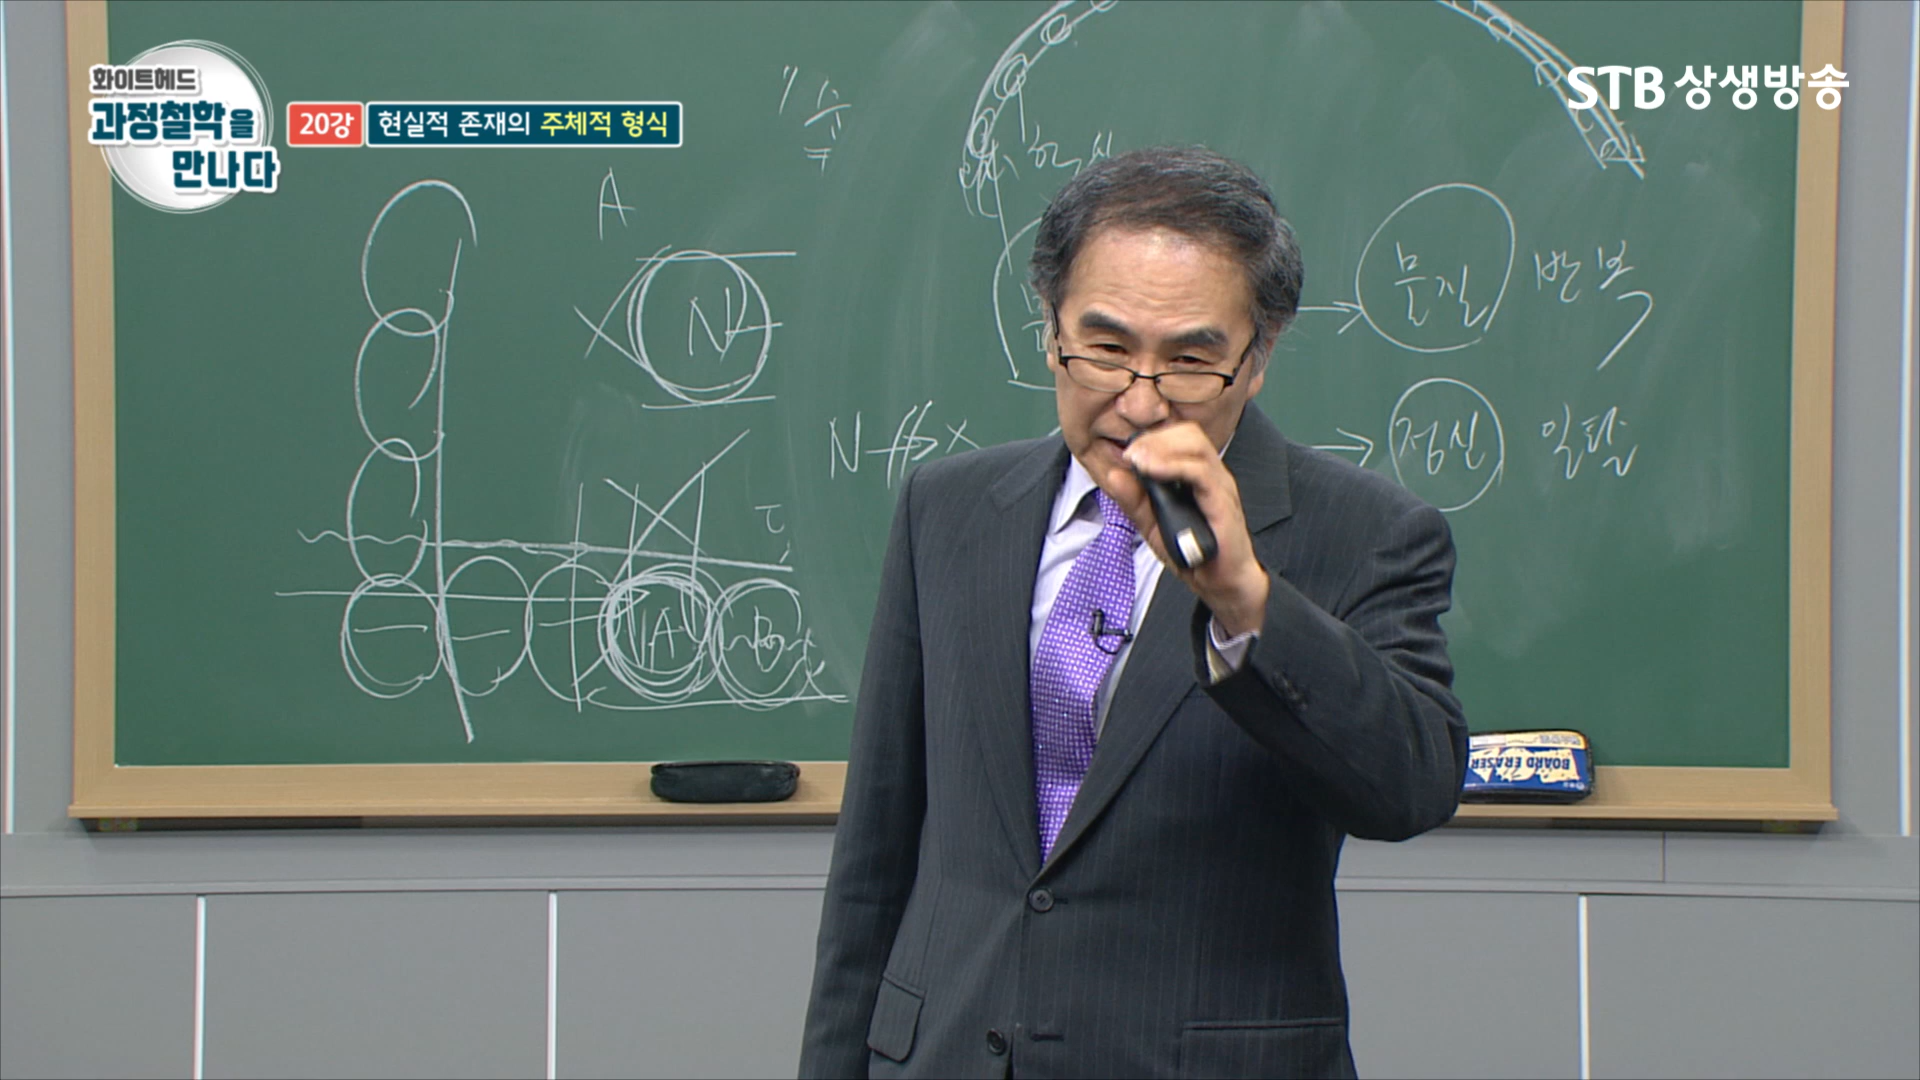 화이트헤드
과정철학을
만나다
20강 현실적 존재의 주체적 형식
STB 상생방송
A
N
물질 반복
N x
정신 일탈
A B
BOARD ERASER